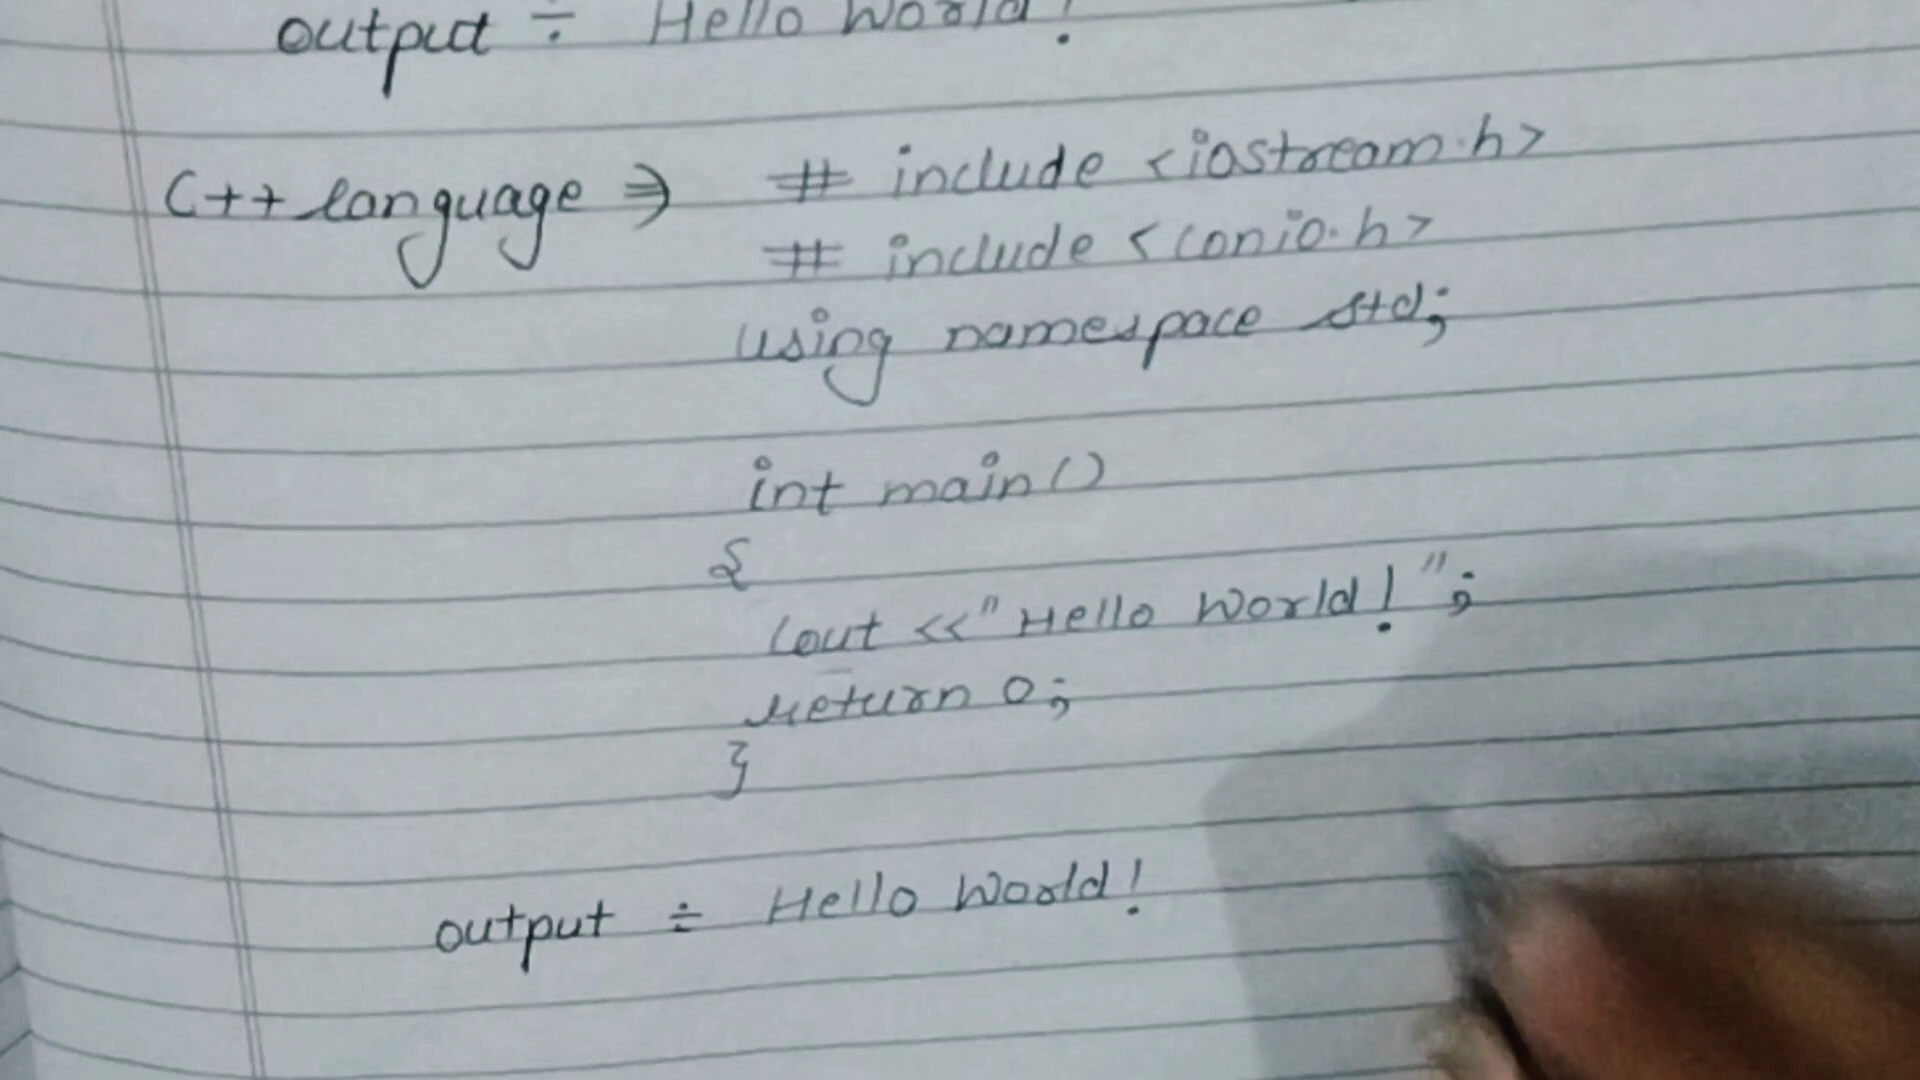 output ÷ Hello World!
C++ language ⇒ # include <iostream.h>
# include <conio.h>
using namespace std;
int main()
{
cout <<"Hello World!";
return 0;
}
output ÷ Hello World!